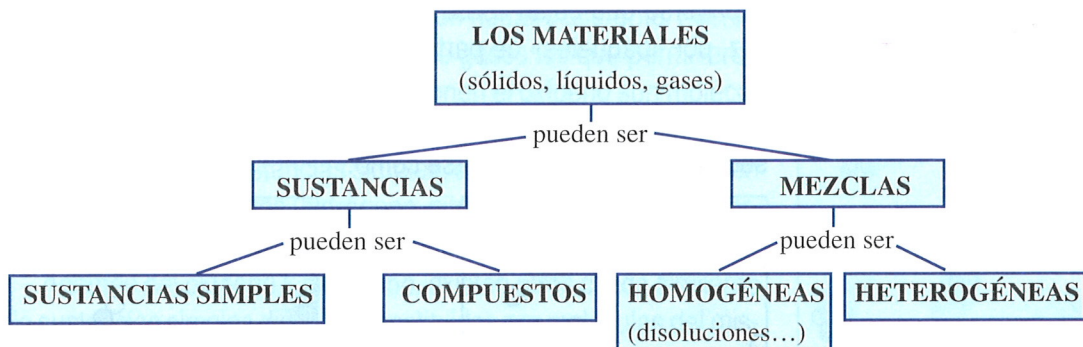 LOS MATERIALES
(sólidos, líquidos, gases)
pueden ser
SUSTANCIAS
MEZCLAS
pueden ser
pueden ser
SUSTANCIAS SIMPLES
COMPUESTOS
HOMOGÉNEAS
(disoluciones…)
HETEROGÉNEAS